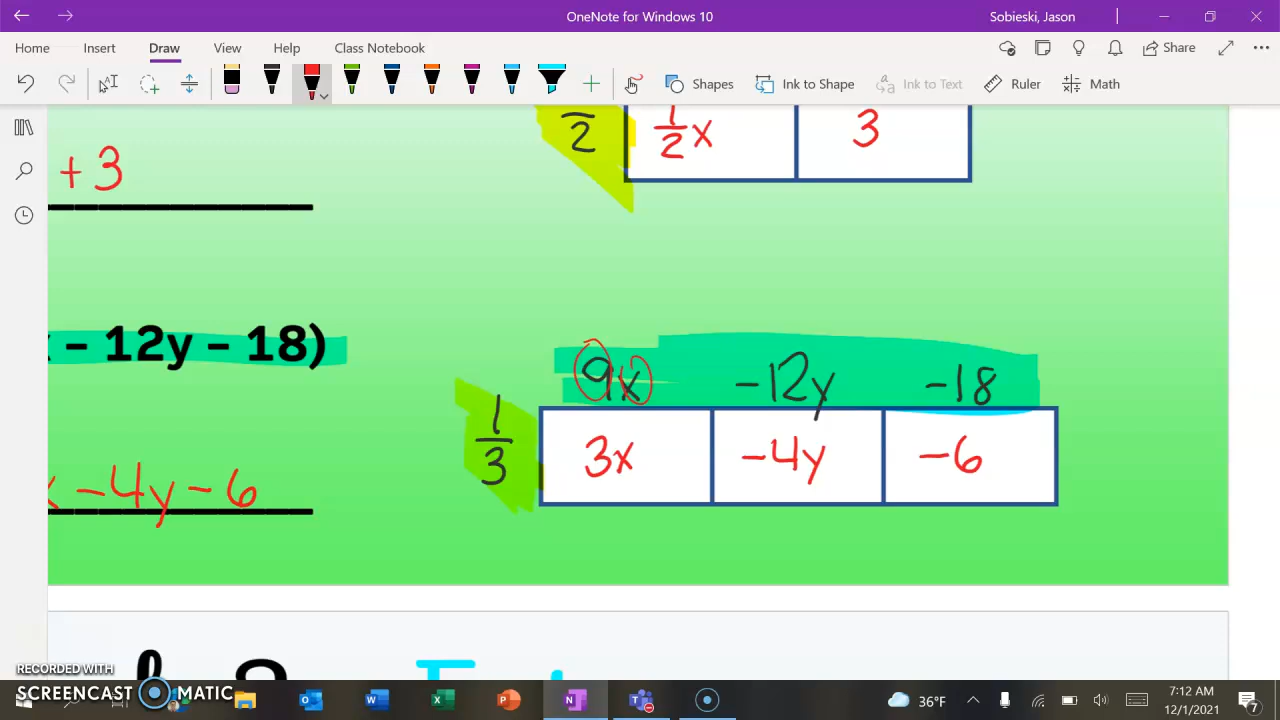 OneNote for Windows 10
Sobieski, Jason
Home Insert Draw View Help Class Notebook Share
Shapes Ink to Shape Ink to Text Ruler Math
+ 3
2 1/2x 3
- 12y - 18)
9x -12y -18
1/3 3x -4y -6
-4y - 6
RECORDED WITH
SCREENCAST MATIC
36°F
7:12 AM
12/1/2021
7